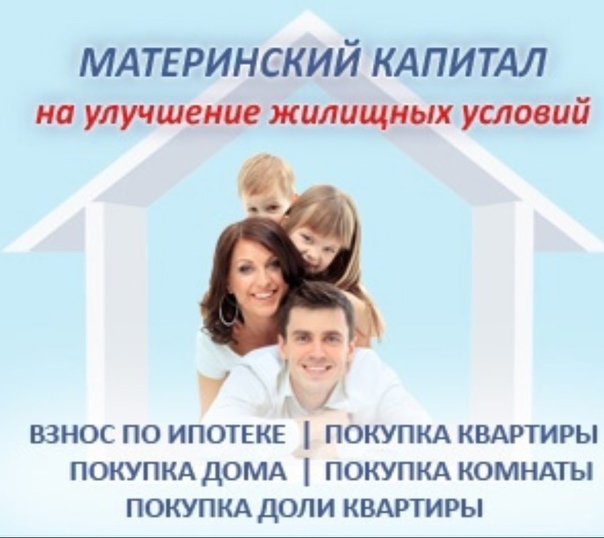 МАТЕРИНСКИЙ КАПИТАЛ
на улучшение жилищных условий
ВЗНОС ПО ИПОТЕКЕ | ПОКУПКА КВАРТИРЫ
ПОКУПКА ДОМА | ПОКУПКА КОМНАТЫ
ПОКУПКА ДОЛИ КВАРТИРЫ